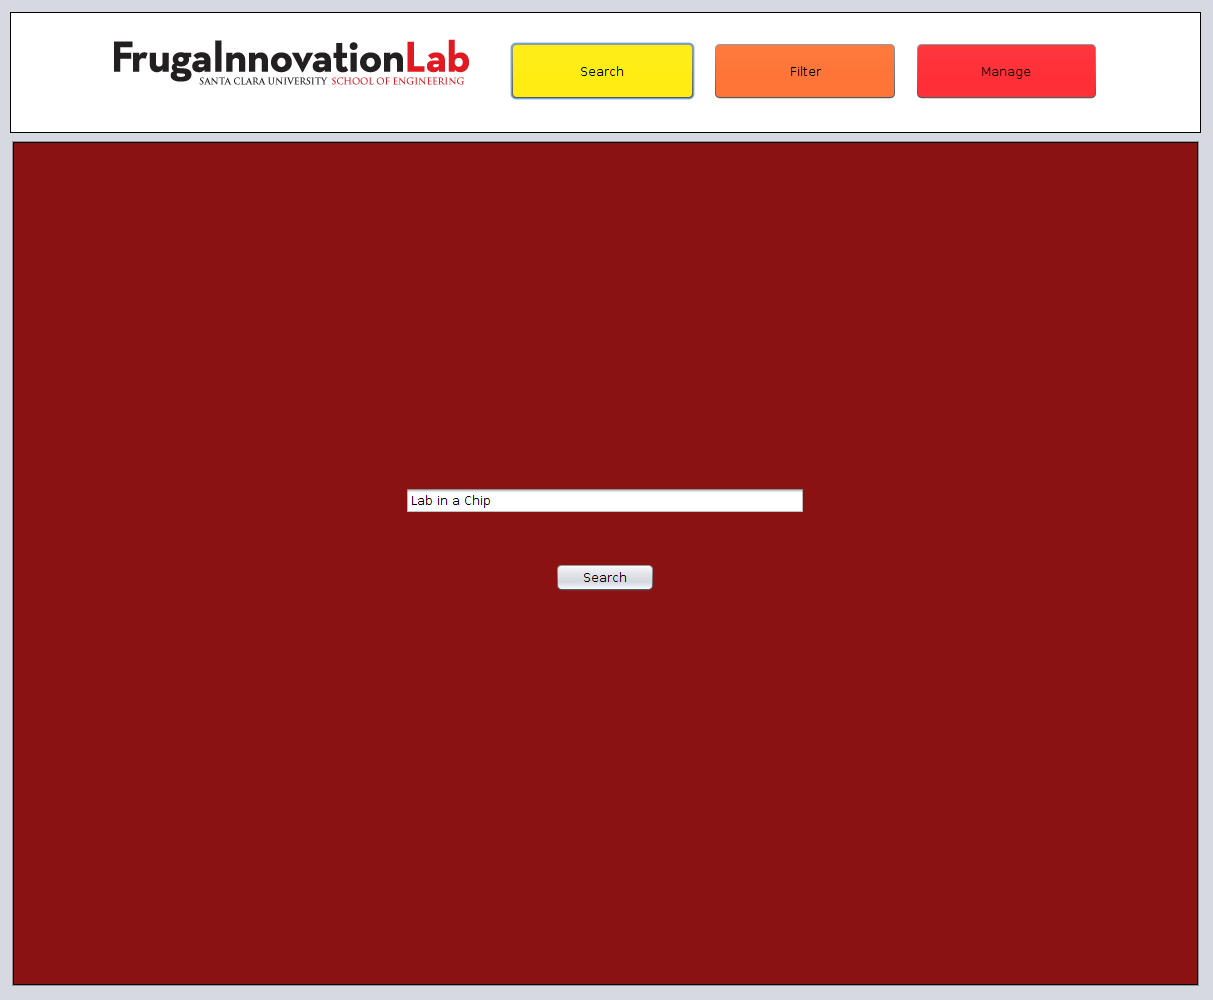 FrugalInnovationLab
SANTA CLARA UNIVERSITY SCHOOL OF ENGINEERING
Search
Filter
Manage
Lab in a Chip
Search